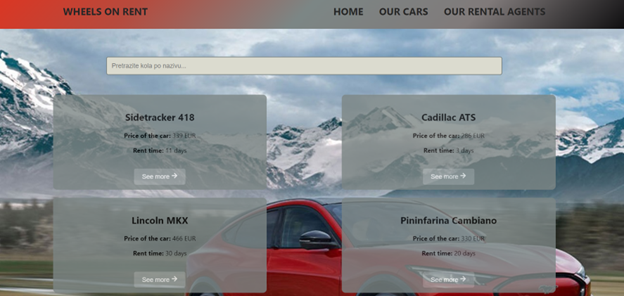 WHEELS ON RENT
HOME OUR CARS OUR RENTAL AGENTS
Pretrazite kola po nazivu...
Sidetracker 418
Price of the car: EUR
Rent time: 11 days
See more →
Cadillac ATS
Price of the car: EUR
Rent time: 3 days
See more →
Lincoln MKX
Price of the car: 466 EUR
Rent time: 30 days
See more →
Pininfarina Cambiano
Price of the car: 330 EUR
Rent time: 20 days
See more →